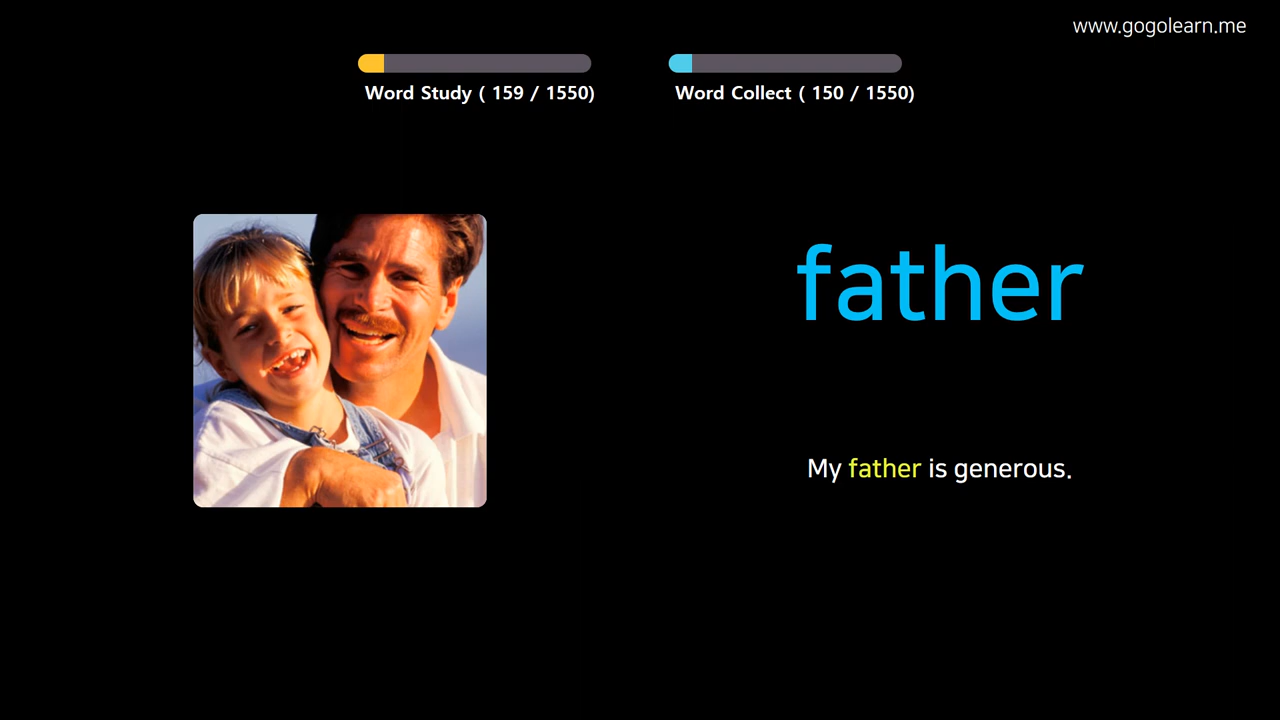 www.gogolearn.me
Word Study ( 159 / 1550)
Word Collect ( 150 / 1550)
father
My father is generous.